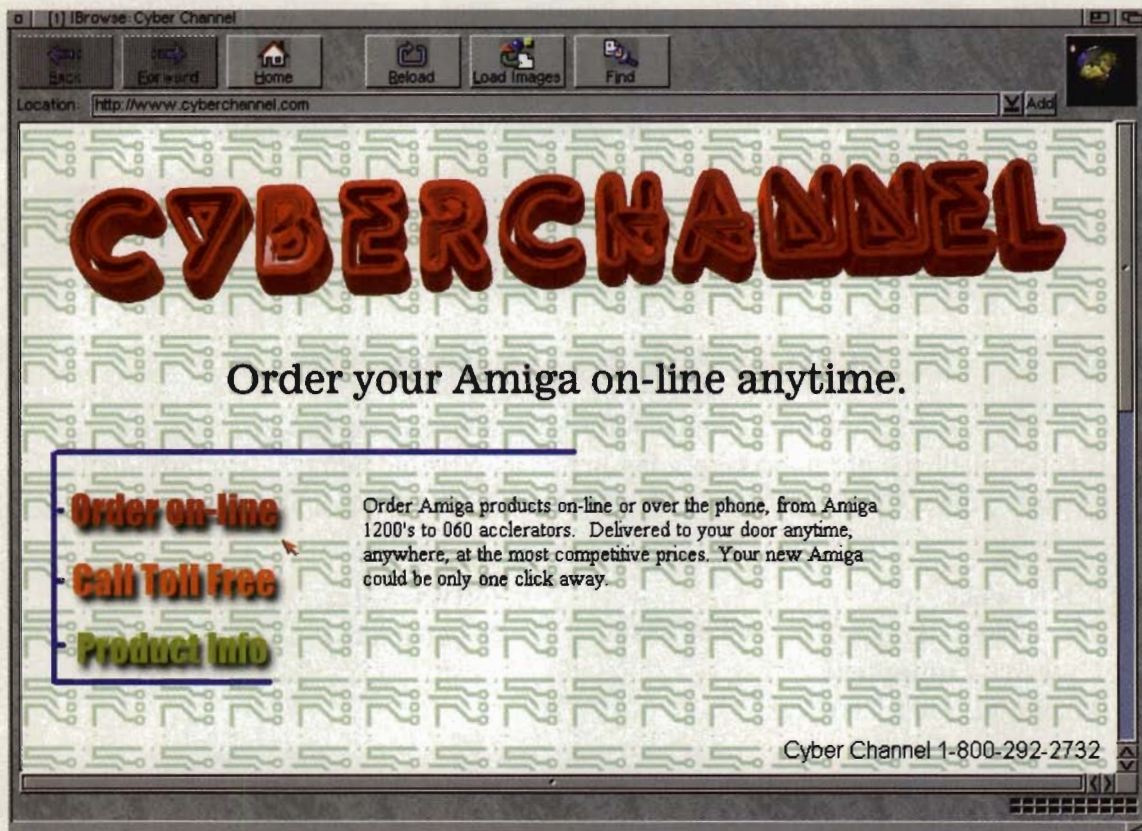 [1] IBrowse: Cyber Channel
Back
Forward
Home
Reload
Load Images
Find
Location: http://www.cyberchannel.com
Add
CYBERCHANNEL
Order your Amiga on-line anytime.
Order on-line
Call Toll Free
Product Info
Order Amiga products on-line or over the phone, from Amiga
1200's to 060 acclerators. Delivered to your door anytime,
anywhere, at the most competitive prices. Your new Amiga
could be only one click away.
Cyber Channel 1-800-292-2732